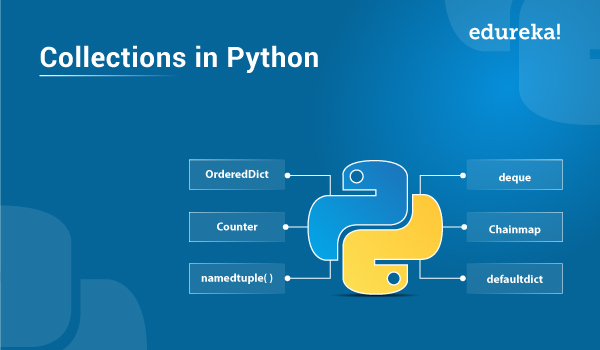 edureka!
Collections in Python
OrderedDict
Counter
namedtuple( )
deque
Chainmap
defaultdict